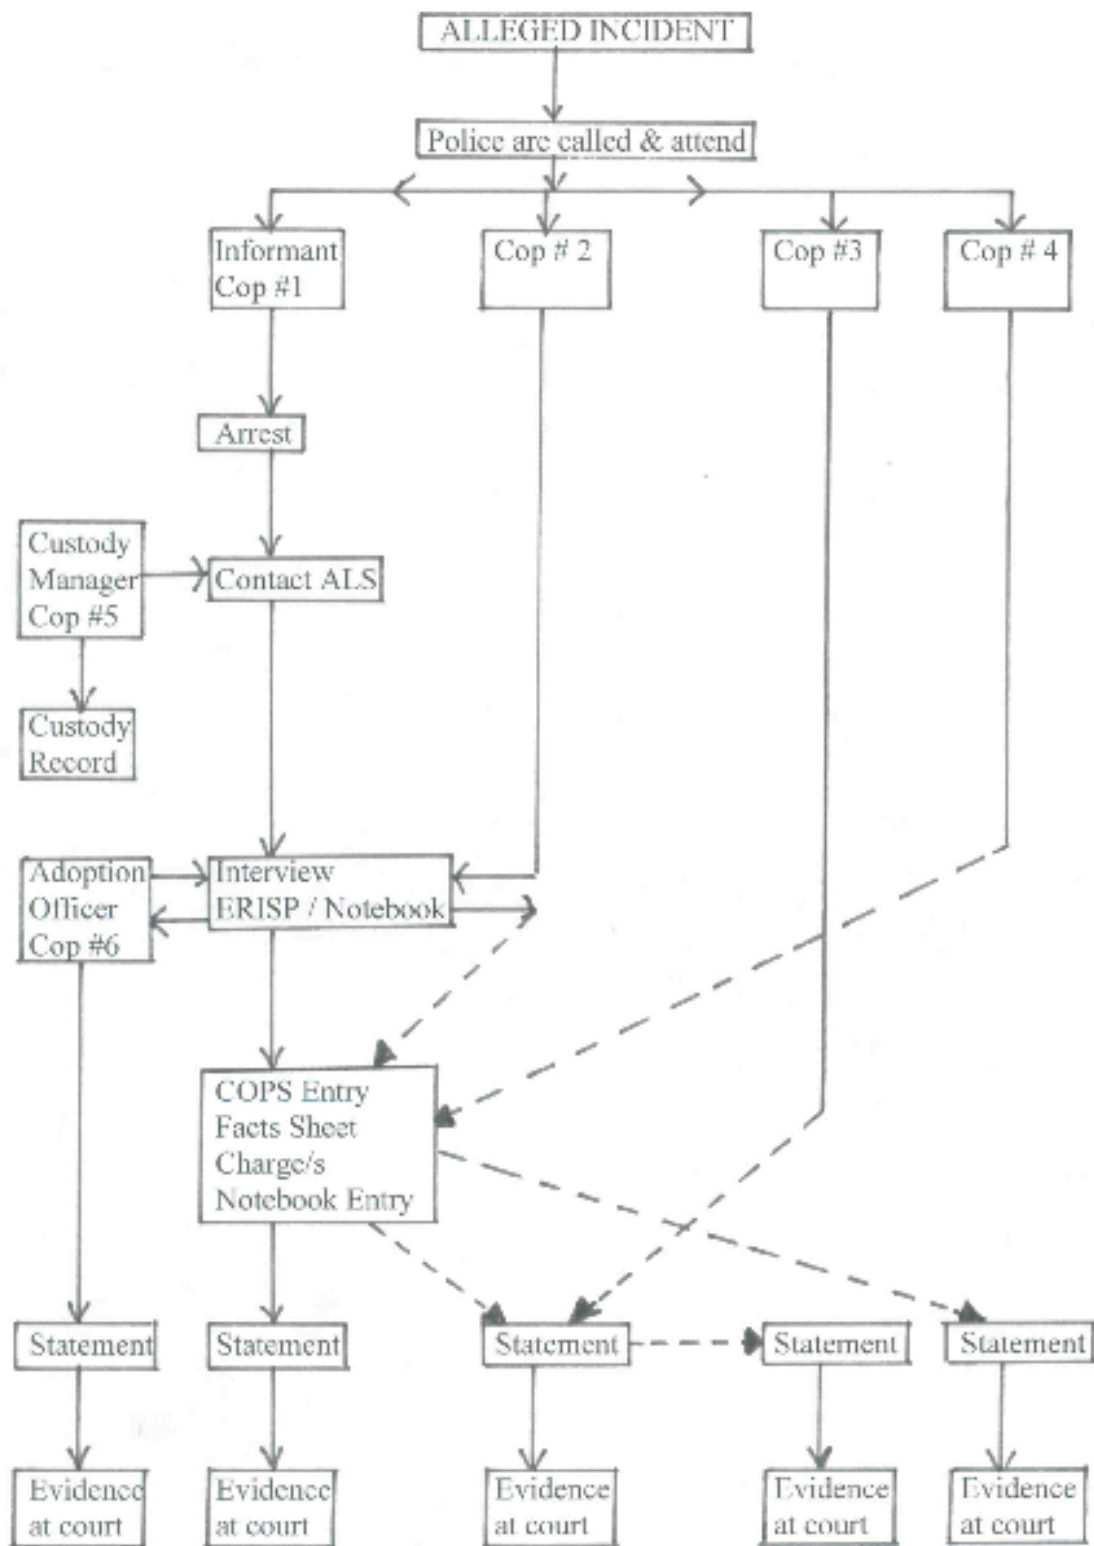 ALLEGED INCIDENT
Police are called & attend
Informant
Cop #1
Cop # 2
Cop #3
Cop # 4
Arrest
Custody
Manager
Cop #5
Contact ALS
Custody
Record
Adoption
Officer
Cop #6
Interview
ERISP / Notebook
COPS Entry
Facts Sheet
Charge/s
Notebook Entry
Statement
Statement
Statement
Statement
Statement
Evidence
at court
Evidence
at court
Evidence
at court
Evidence
at court
Evidence
at court